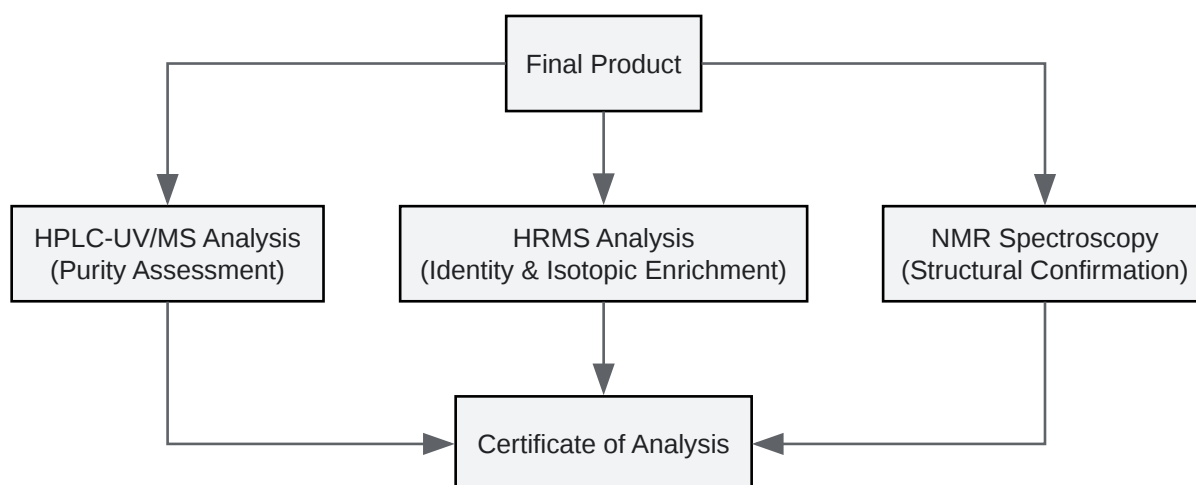 Final Product
HPLC-UV/MS Analysis
(Purity Assessment)
HRMS Analysis
(Identity & Isotopic Enrichment)
NMR Spectroscopy
(Structural Confirmation)
Certificate of Analysis